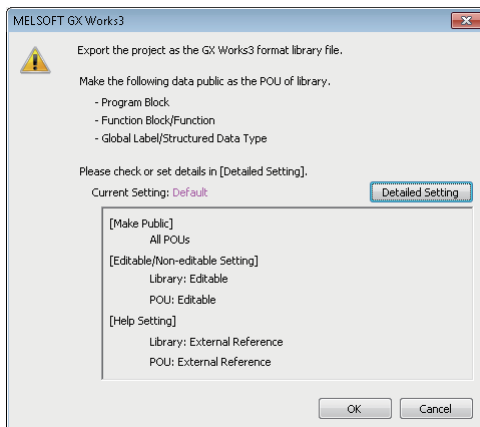 MELSOFT GX Works3
Export the project as the GX Works3 format library file.
Make the following data public as the POU of library.
- Program Block
- Function Block/Function
- Global Label/Structured Data Type
Please check or set details in [Detailed Setting].
Current Setting: Default
Detailed Setting
[Make Public]
All POUs
[Editable/Non-editable Setting]
Library: Editable
POU: Editable
[Help Setting]
Library: External Reference
POU: External Reference
OK
Cancel